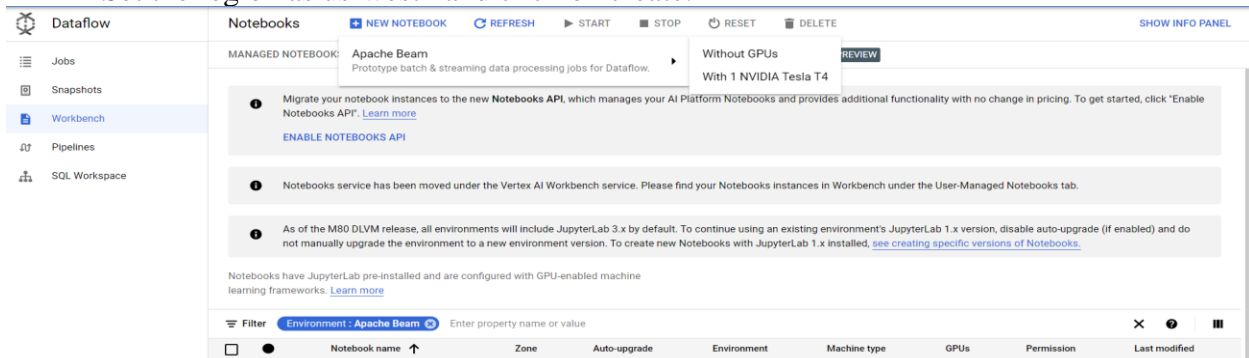 Dataflow
Notebooks
NEW NOTEBOOK
REFRESH
START
STOP
RESET
DELETE
SHOW INFO PANEL
Jobs
Snapshots
Workbench
Pipelines
SQL Workspace
MANAGED NOTEBOOK
Apache Beam
Prototype batch & streaming data processing jobs for Dataflow.
Without GPUs
With 1 NVIDIA Tesla T4
Migrate your notebook instances to the new Notebooks API, which manages your AI Platform Notebooks and provides additional functionality with no change in pricing. To get started, click "Enable
Notebooks API". Learn more
ENABLE NOTEBOOKS API
Notebooks service has been moved under the Vertex AI Workbench service. Please find your Notebooks instances in Workbench under the User-Managed Notebooks tab.
As of the M80 DLVM release, all environments will include JupyterLab 3.x by default. To continue using an existing environment's JupyterLab 1.x version, disable auto-upgrade (if enabled) and do
not manually upgrade the environment to a new environment version. To create new Notebooks with JupyterLab 1.x installed, see creating specific versions of Notebooks.
Notebooks have JupyterLab pre-installed and are configured with GPU-enabled machine
learning frameworks. Learn more
Filter
Environment : Apache Beam
Enter property name or value
Notebook name
Zone
Auto-upgrade
Environment
Machine type
GPUs
Permission
Last modified